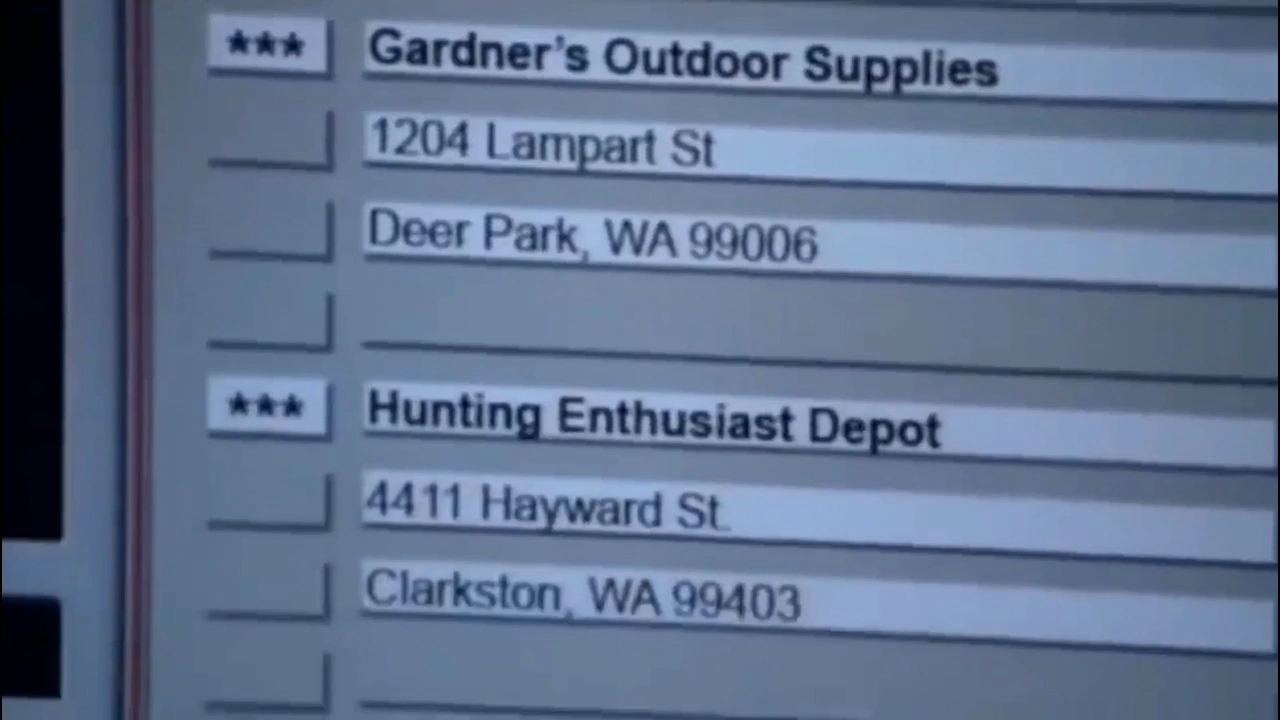 *** Gardner's Outdoor Supplies
1204 Lampart St
Deer Park, WA 99006
*** Hunting Enthusiast Depot
4411 Hayward St.
Clarkston, WA 99403